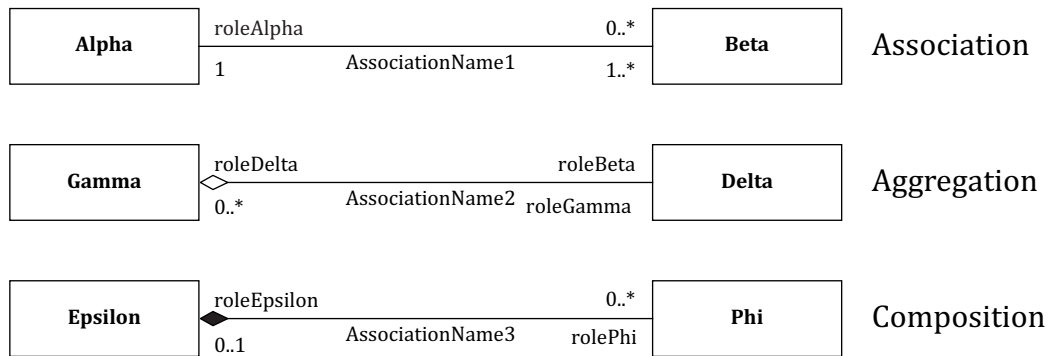 roleAlpha 0..*
Alpha Beta Association
1 AssociationName1 1..*
roleDelta roleBeta
Gamma Delta Aggregation
0..* AssociationName2 roleGamma
roleEpsilon 0..*
Epsilon Phi Composition
0..1 AssociationName3 rolePhi